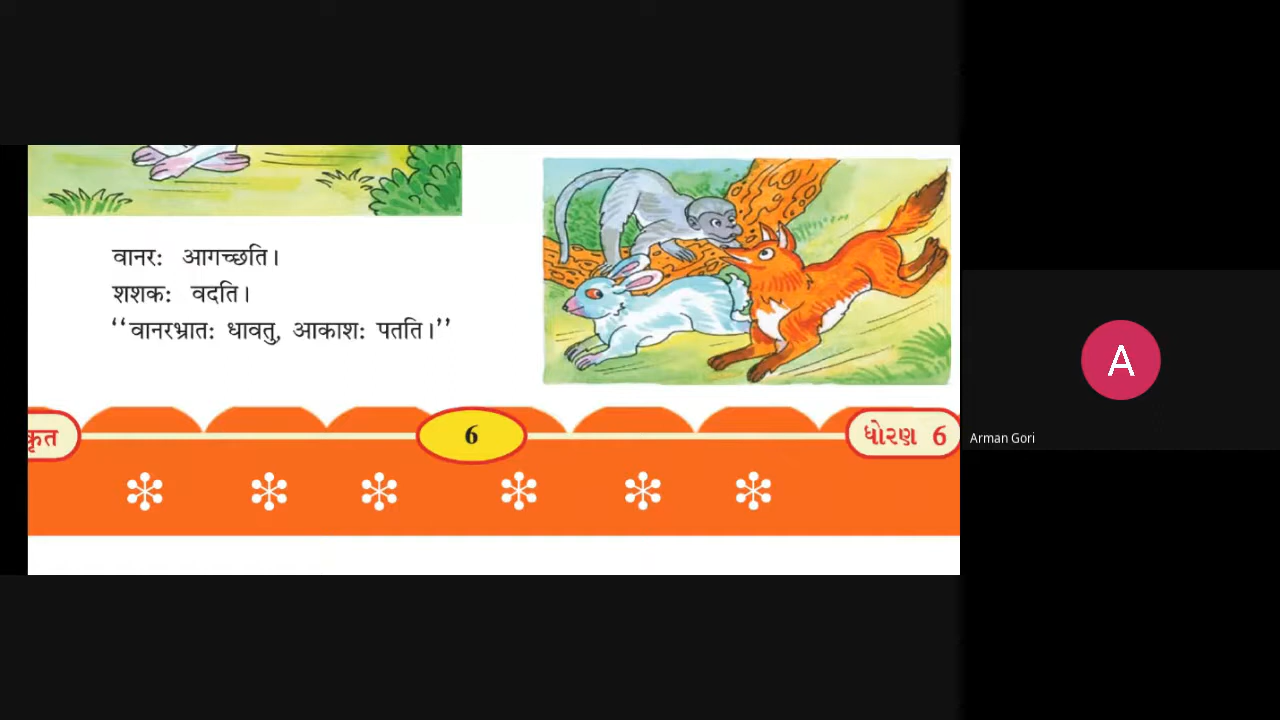 वानरः आगच्छति।
शशकः वदति।
“वानरभ्रातः धावतु, आकाशः पतति।”
कृत
6
ધોરણ 6
A
Arman Gori